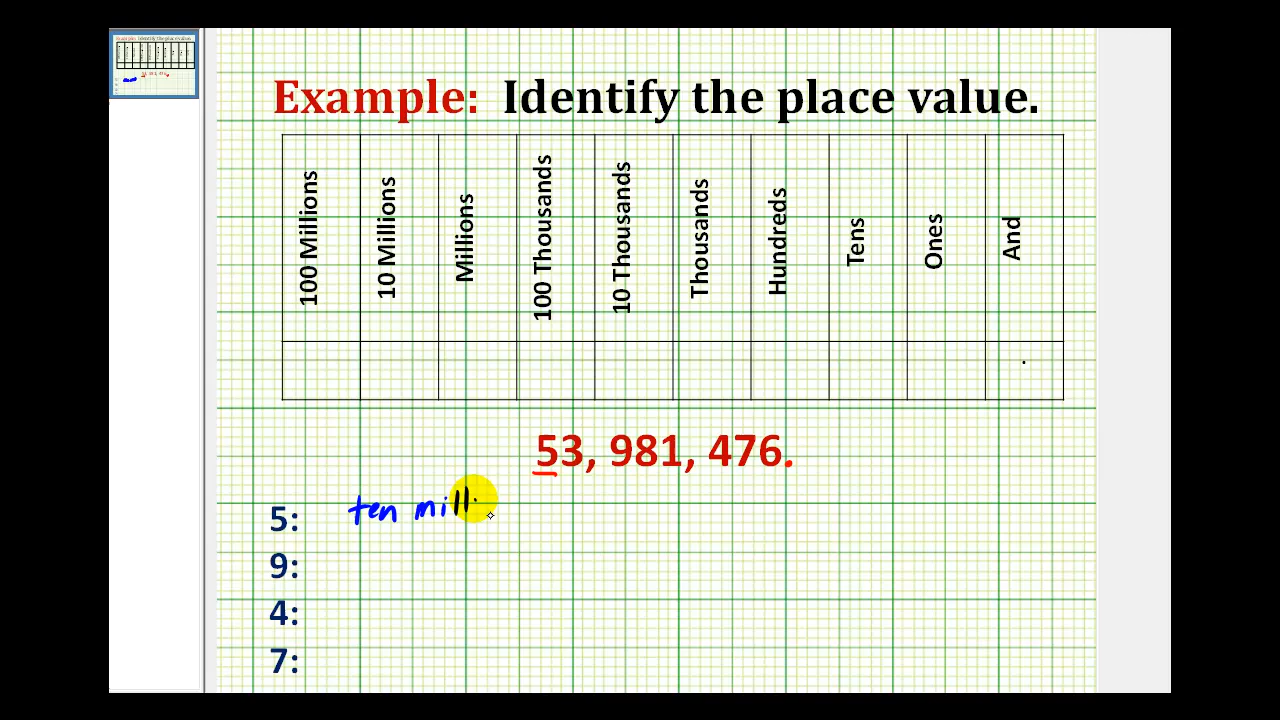 Example: Identify the place value.
100 Millions
10 Millions
Millions
100 Thousands
10 Thousands
Thousands
Hundreds
Tens
Ones
And
.
53, 981, 476.
5: ten mill
9:
4:
7: